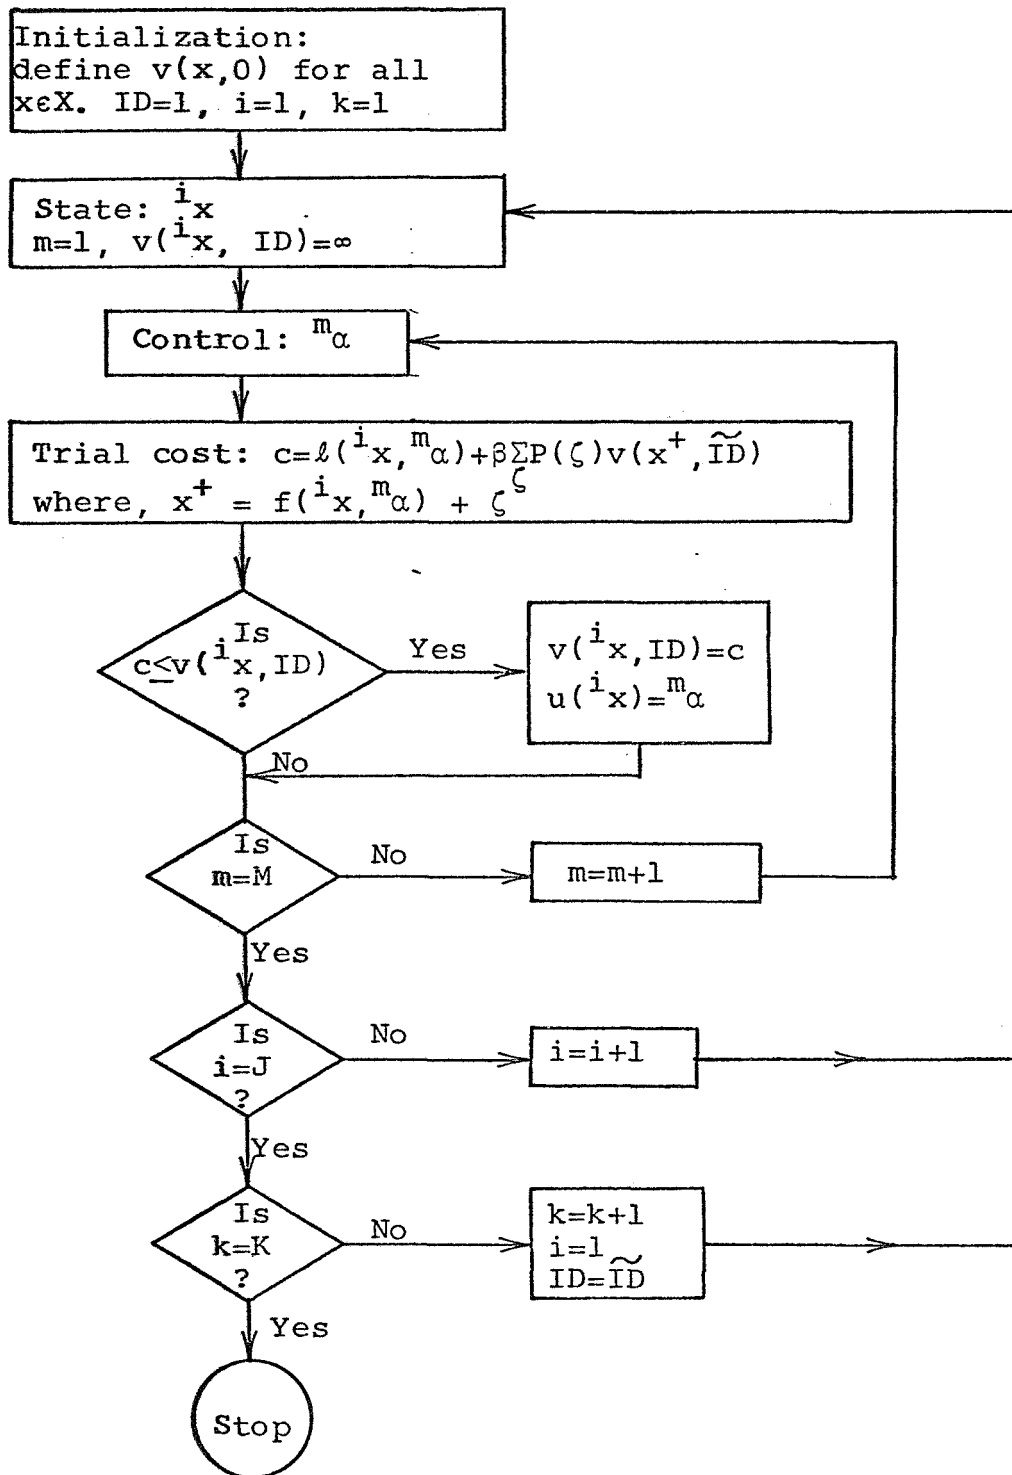 Initialization:
define v(x,0) for all
xϵX. ID=1, i=1, k=1
State: ⁱx
m=1, v(ⁱx, ID)=∞
Control: ᵐα
Trial cost: c=ℓ(ⁱx,ᵐα)+βΣP(ζ)v(x⁺,ĨD̃)
ζ
where, x⁺ = f(ⁱx,ᵐα) + ζ
Is
c≤v(ⁱx,ID)
?
Yes
v(ⁱx,ID)=c
u(ⁱx)=ᵐα
No
Is
m=M
No
m=m+1
Yes
Is
i=J
?
No
i=i+1
Yes
Is
k=K
?
No
k=k+1
i=1
ID=ĨD̃
Yes
Stop